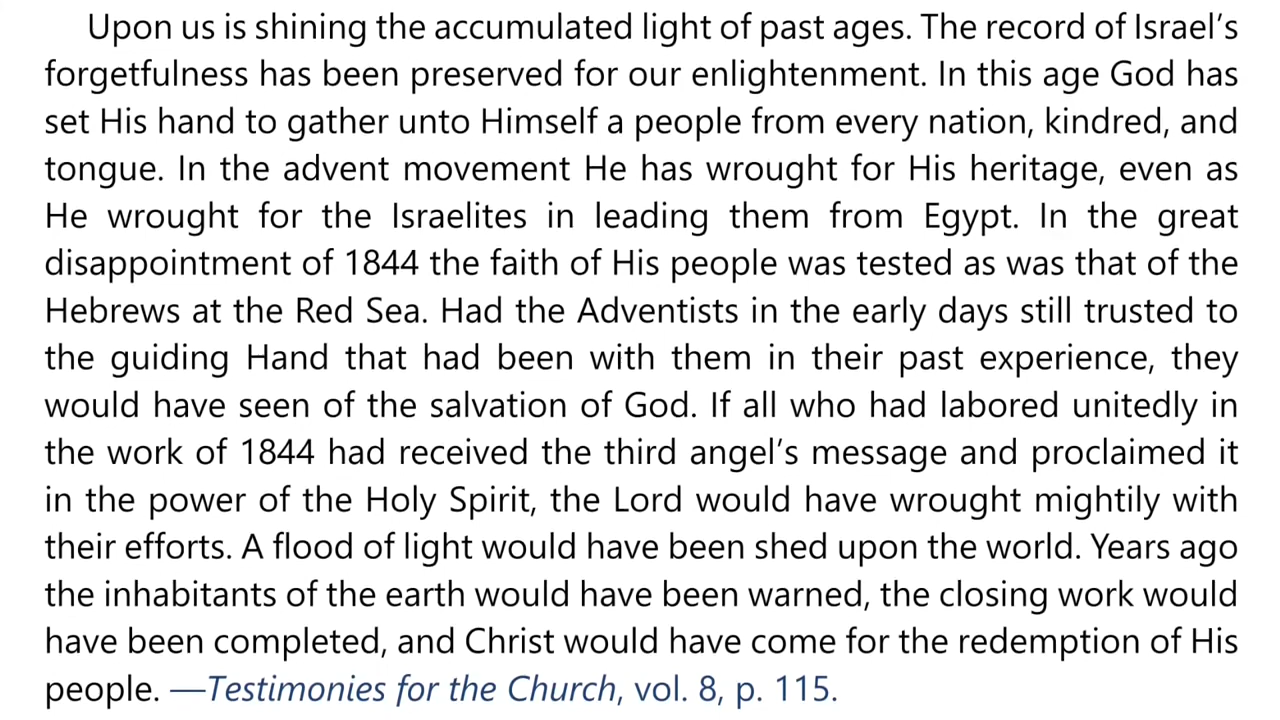 Upon us is shining the accumulated light of past ages. The record of Israel’s
forgetfulness has been preserved for our enlightenment. In this age God has
set His hand to gather unto Himself a people from every nation, kindred, and
tongue. In the advent movement He has wrought for His heritage, even as
He wrought for the Israelites in leading them from Egypt. In the great
disappointment of 1844 the faith of His people was tested as was that of the
Hebrews at the Red Sea. Had the Adventists in the early days still trusted to
the guiding Hand that had been with them in their past experience, they
would have seen of the salvation of God. If all who had labored unitedly in
the work of 1844 had received the third angel’s message and proclaimed it
in the power of the Holy Spirit, the Lord would have wrought mightily with
their efforts. A flood of light would have been shed upon the world. Years ago
the inhabitants of the earth would have been warned, the closing work would
have been completed, and Christ would have come for the redemption of His
people. —Testimonies for the Church, vol. 8, p. 115.